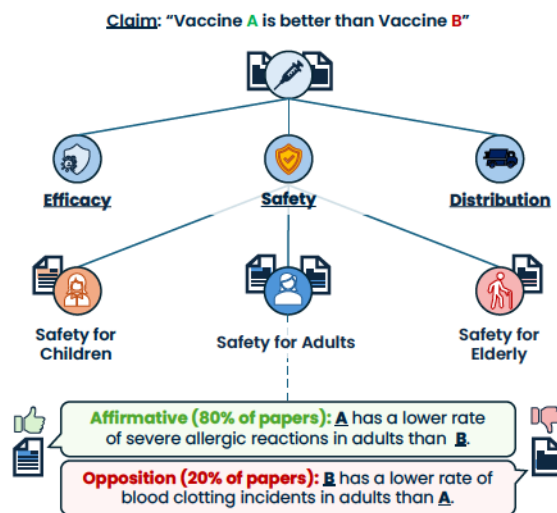 Claim: “Vaccine A is better than Vaccine B”
Efficacy
Safety
Distribution
Safety for
Children
Safety for Adults
Safety for
Elderly
Affirmative (80% of papers): A has a lower rate
of severe allergic reactions in adults than B.
Opposition (20% of papers): B has a lower rate of
blood clotting incidents in adults than A.